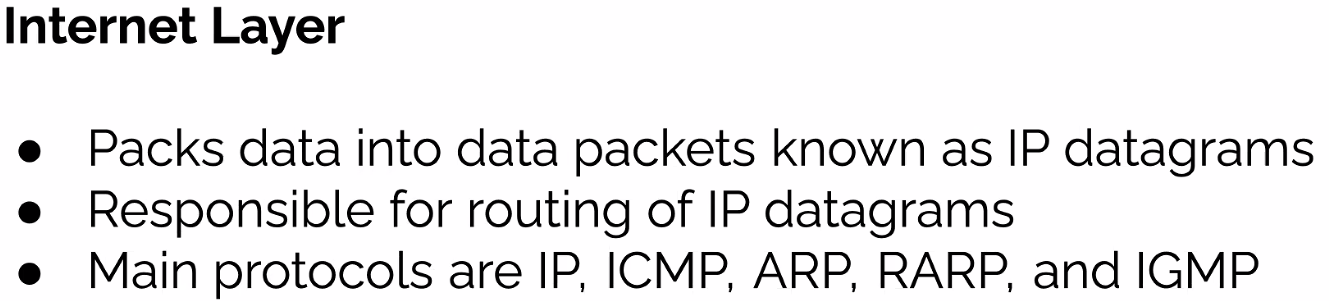 Internet Layer
● Packs data into data packets known as IP datagrams
● Responsible for routing of IP datagrams
● Main protocols are IP, ICMP, ARP, RARP, and IGMP